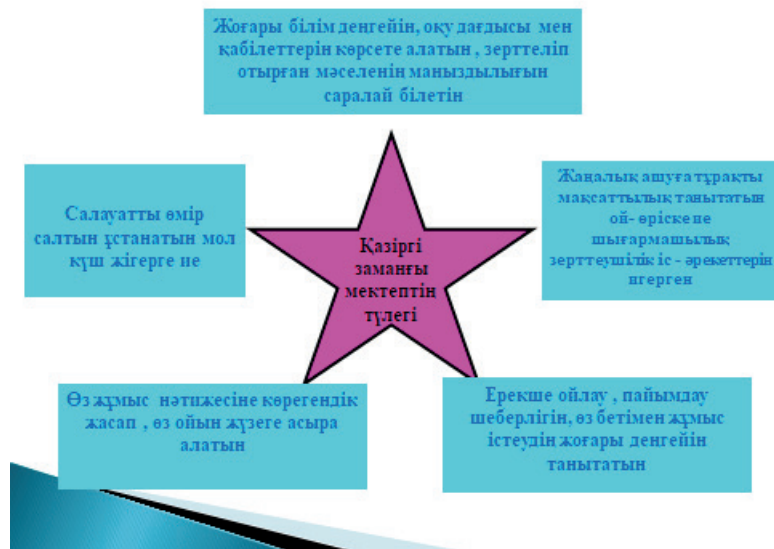 Жоғары білім деңгейін, оқу дағдысы мен
қабілеттерін көрсете алатын , зерттеліп
отырған мәселенің маңыздылығын
саралай білетін
Салауатты өмір
салтын ұстанатын мол
күш жігерге ие
Жаңалық ашуға тұрақты
мақсаттылық танытатын
ой- өріске не
шығармашылық
зерттеушілік іс - әрекеттерін
игерген
Қазіргі
заманғы
мектептің
түлегі
Өз жұмыс нәтижесіне көрегендік
жасап , өз ойын жүзеге асыра
алатын
Ерекше ойлау , пайымдау
шеберлігін, өз бетімен жұмыс
істеудің жоғары деңгейін
танытатын